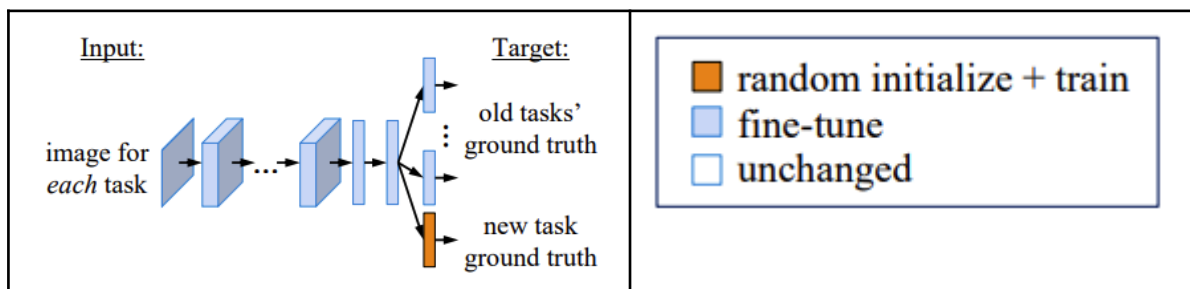 Input:
Target:
image for
each task
...
old tasks’
ground truth
new task
ground truth
random initialize + train
fine-tune
unchanged